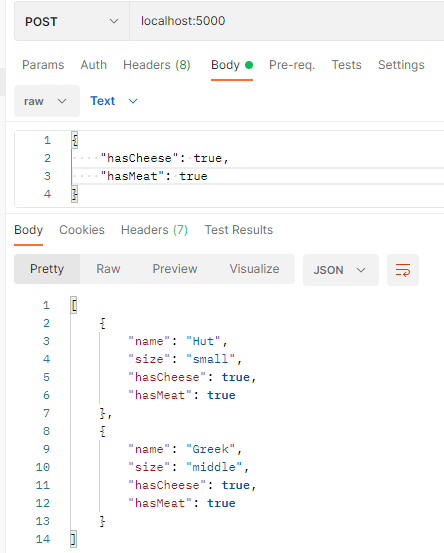 POST localhost:5000
Params Auth Headers (8) Body Pre-req. Tests Settings
raw Text
1 {
2 "hasCheese": true,
3 "hasMeat": true
4 }
Body Cookies Headers (7) Test Results
Pretty Raw Preview Visualize JSON
1 [
2 {
3 "name": "Hut",
4 "size": "small",
5 "hasCheese": true,
6 "hasMeat": true
7 },
8 {
9 "name": "Greek",
10 "size": "middle",
11 "hasCheese": true,
12 "hasMeat": true
13 }
14 ]